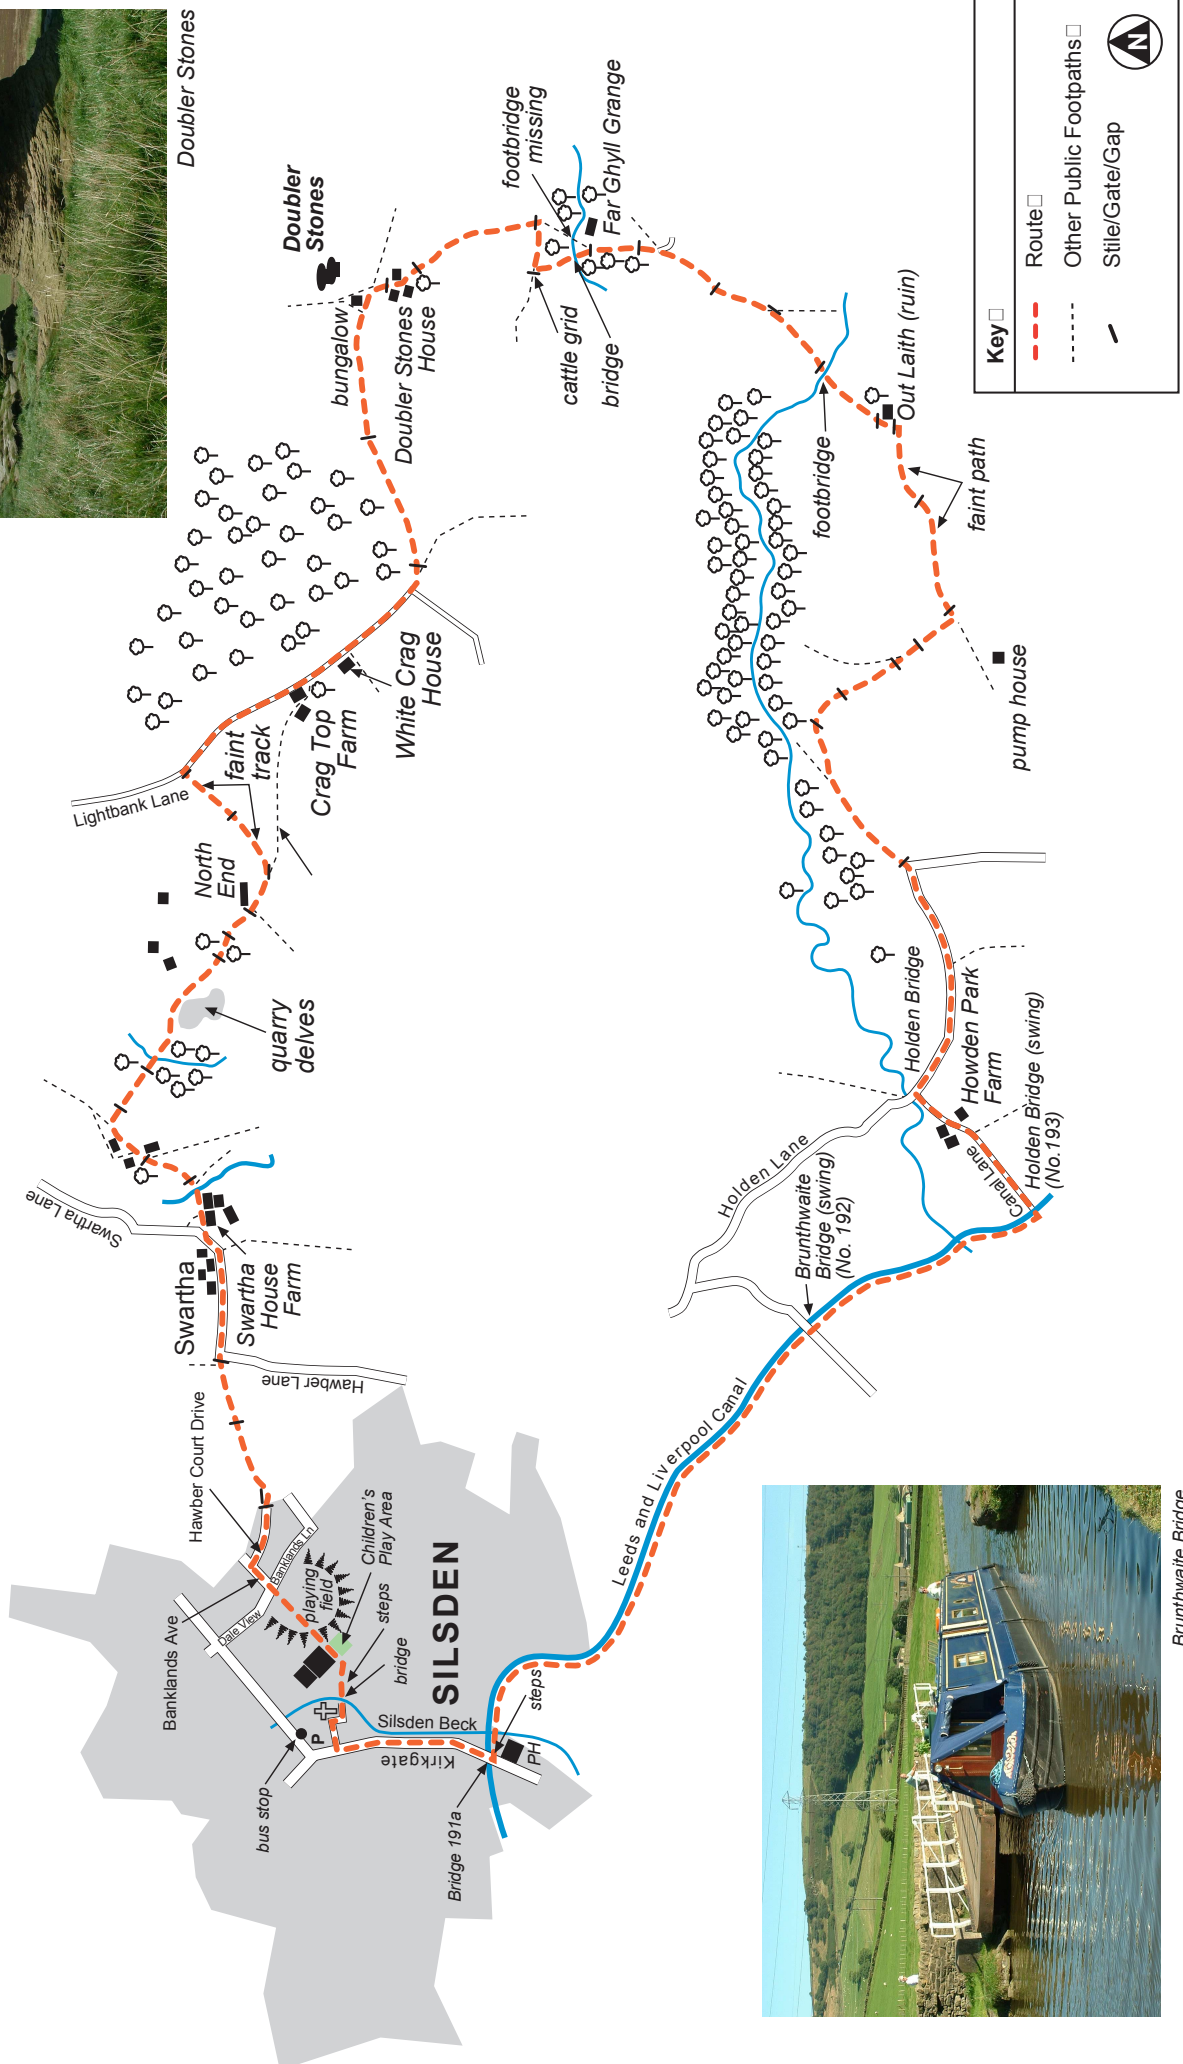 Doubler Stones
Doubler
Stones
footbridge
missing
Far Ghyll Grange
bungalow
Doubler Stones
House
cattle grid
bridge
Out Laith (ruin)
footbridge
faint path
pump house
White Crag
House
Crag Top
Farm
faint
track
Lightbank Lane
North
End
quarry
delves
Swartha Lane
Swartha
Swartha
House
Farm
Hawber Lane
Hawber Court Drive
Banklands Ave
Banklands Ln
Dale View
playing
field
Children's
Play Area
steps
bridge
SILSDEN
bus stop
P
Silsden Beck
Kirkgate
steps
PH
Bridge 191a
Leeds and Liverpool Canal
Brunthwaite
Bridge (swing)
(No. 192)
Holden Lane
Holden Bridge
Howden Park
Farm
Canal Lane
Holden Bridge (swing)
(No.193)
Key
Route
Other Public Footpaths
Stile/Gate/Gap
N
Brunthwaite Bridge